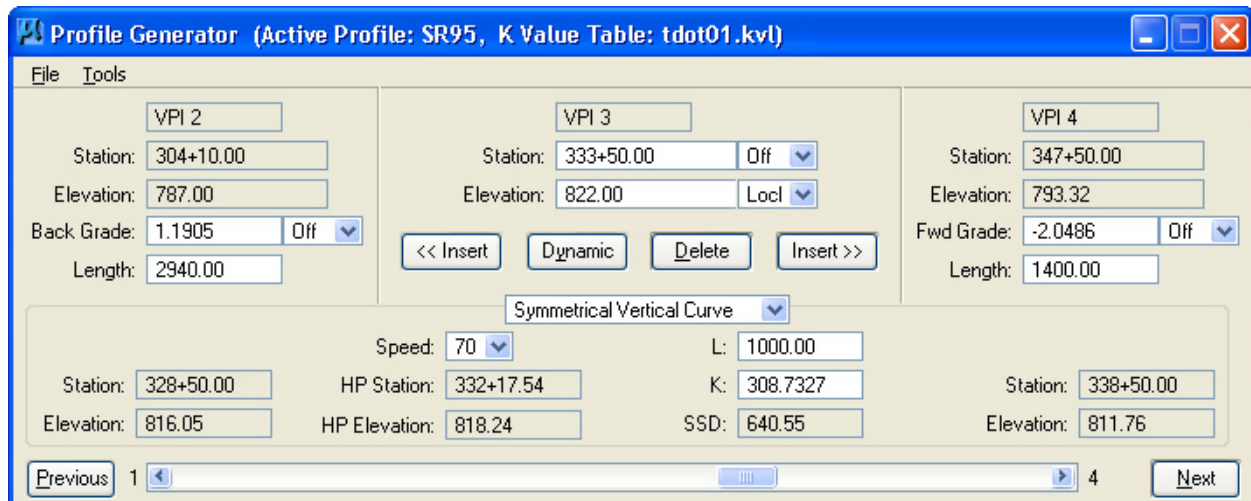 Profile Generator (Active Profile: SR95, K Value Table: tdot01.kvl)
File Tools
VPI 2 VPI 3 VPI 4
Station: 304+10.00 Station: 333+50.00 Off Station: 347+50.00
Elevation: 787.00 Elevation: 822.00 Locl Elevation: 793.32
Back Grade: 1.1905 Off Fwd Grade: -2.0486 Off
<< Insert Dynamic Delete Insert >>
Length: 2940.00 Length: 1400.00
Symmetrical Vertical Curve
Speed: 70 L: 1000.00
Station: 328+50.00 HP Station: 332+17.54 K: 308.7327 Station: 338+50.00
Elevation: 816.05 HP Elevation: 818.24 SSD: 640.55 Elevation: 811.76
Previous 1 4 Next